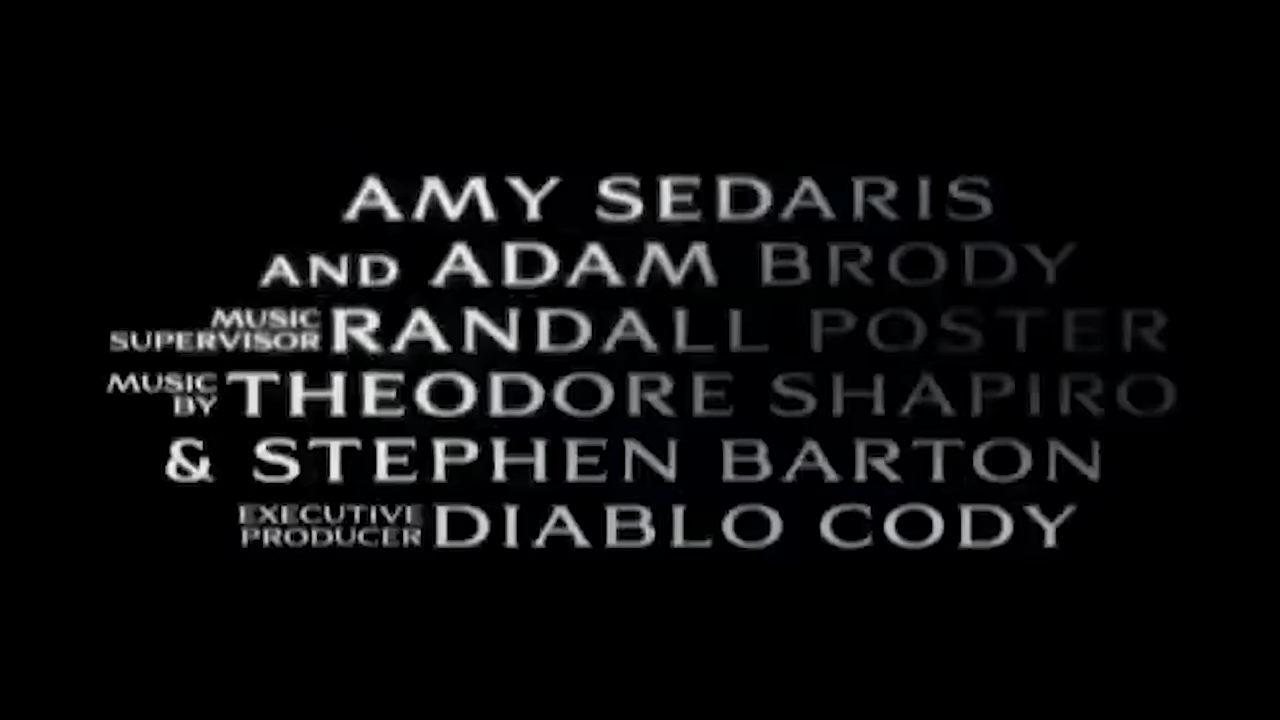 AMY SEDARIS
AND ADAM BRODY
MUSIC SUPERVISOR RANDALL POSTER
MUSIC BY THEODORE SHAPIRO
& STEPHEN BARTON
EXECUTIVE PRODUCER DIABLO CODY